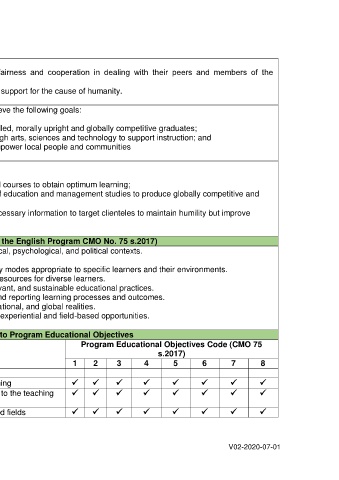 airness and cooperation in dealing with their peers and members of the
support for the cause of humanity.
eve the following goals:
led, morally upright and globally competitive graduates;
gh arts, sciences and technology to support instruction; and
power local people and communities
d courses to obtain optimum learning;
f education and management studies to produce globally competitive and
cessary information to target clienteles to maintain humility but improve
the English Program CMO No. 75 s.2017)
cal, psychological, and political contexts.
y modes appropriate to specific learners and their environments.
esources for diverse learners.
vant, and sustainable educational practices.
nd reporting learning processes and outcomes.
ational, and global realities.
experiential and field-based opportunities.
to Program Educational Objectives
Program Educational Objectives Code (CMO 75
s.2017)
1 2 3 4 5 6 7 8
ing ✓ ✓ ✓ ✓ ✓ ✓ ✓ ✓
to the teaching ✓ ✓ ✓ ✓ ✓ ✓ ✓ ✓
d fields ✓ ✓ ✓ ✓ ✓ ✓ ✓ ✓
V02-2020-07-01